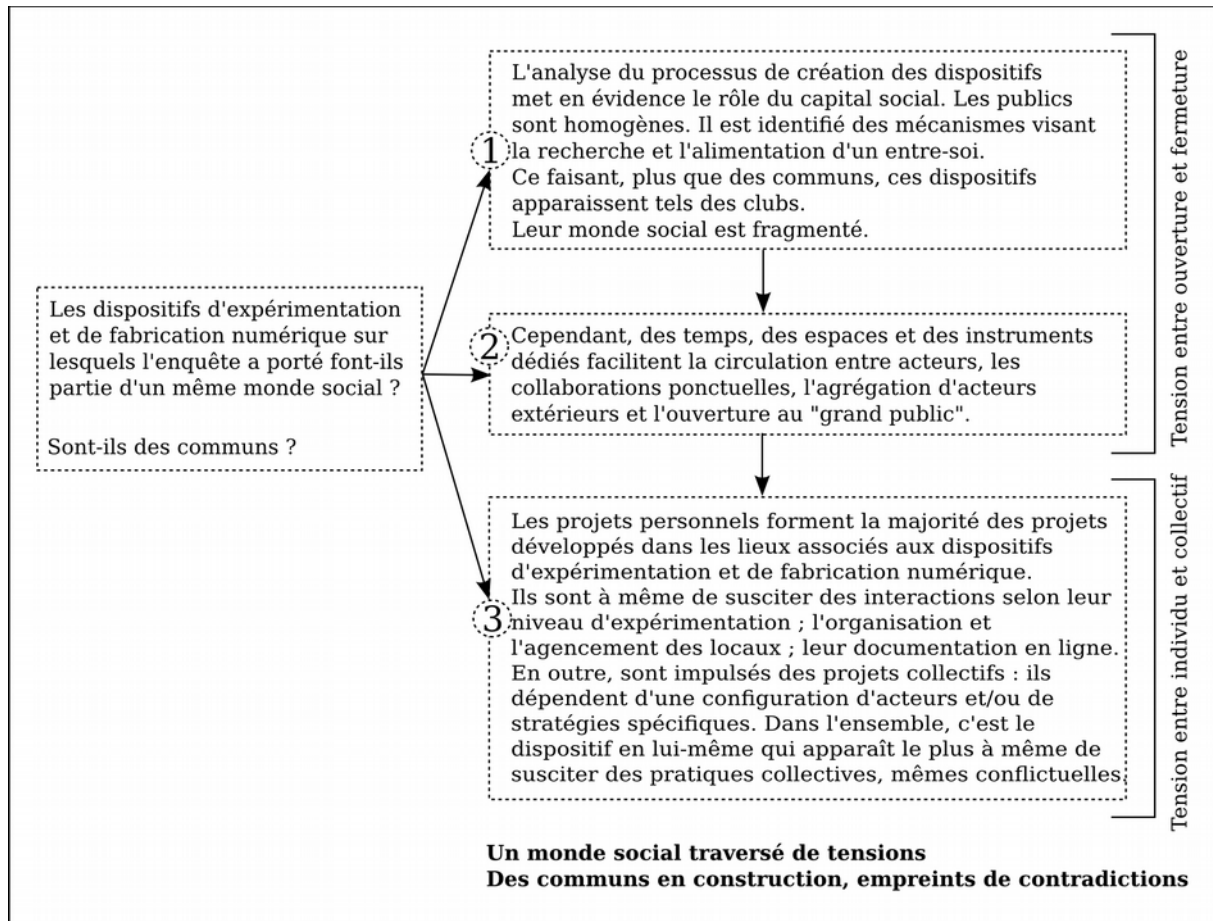 Les dispositifs d'expérimentation
et de fabrication numérique sur
lesquels l'enquête a porté font-ils
partie d'un même monde social ?
Sont-ils des communs ?
1
L'analyse du processus de création des dispositifs
met en évidence le rôle du capital social. Les publics
sont homogènes. Il est identifié des mécanismes visant
la recherche et l'alimentation d'un entre-soi.
Ce faisant, plus que des communs, ces dispositifs
apparaissent tels des clubs.
Leur monde social est fragmenté.
2
Cependant, des temps, des espaces et des instruments
dédiés facilitent la circulation entre acteurs, les
collaborations ponctuelles, l'agrégation d'acteurs
extérieurs et l'ouverture au "grand public".
Tension entre ouverture et fermeture
3
Les projets personnels forment la majorité des projets
développés dans les lieux associés aux dispositifs
d'expérimentation et de fabrication numérique.
Ils sont à même de susciter des interactions selon leur
niveau d'expérimentation ; l'organisation et
l'agencement des locaux ; leur documentation en ligne.
En outre, sont impulsés des projets collectifs : ils
dépendent d'une configuration d'acteurs et/ou de
stratégies spécifiques. Dans l'ensemble, c'est le
dispositif en lui-même qui apparaît le plus à même de
susciter des pratiques collectives, mêmes conflictuelles.
Tension entre individu et collectif
Un monde social traversé de tensions
Des communs en construction, empreints de contradictions